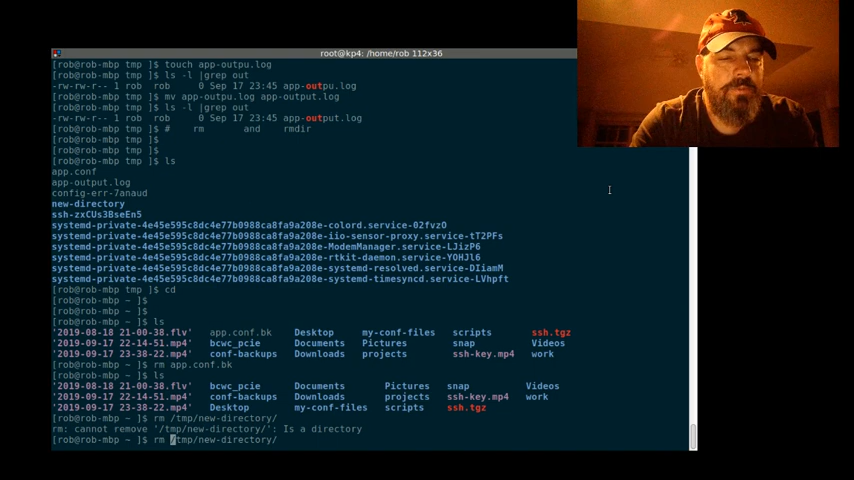 root@kp4: /home/rob 112x36
[rob@rob-mbp tmp ]$ touch app-outpu.log
[rob@rob-mbp tmp ]$ ls -l |grep out
-rw-rw-r-- 1 rob  rob     0 Sep 17 23:45 app-outpu.log
[rob@rob-mbp tmp ]$ mv app-outpu.log app-output.log
[rob@rob-mbp tmp ]$ ls -l |grep out
-rw-rw-r-- 1 rob  rob     0 Sep 17 23:45 app-output.log
[rob@rob-mbp tmp ]$ #    rm       and    rmdir
[rob@rob-mbp tmp ]$
[rob@rob-mbp tmp ]$
[rob@rob-mbp tmp ]$ ls
app.conf
app-output.log
config-err-7anaud
new-directory
ssh-zxCUs3BseEn5
systemd-private-4e45e595c8dc4e77b0988ca8fa9a208e-colord.service-02fvzO
systemd-private-4e45e595c8dc4e77b0988ca8fa9a208e-iio-sensor-proxy.service-tT2PFs
systemd-private-4e45e595c8dc4e77b0988ca8fa9a208e-ModemManager.service-LJizP6
systemd-private-4e45e595c8dc4e77b0988ca8fa9a208e-rtkit-daemon.service-YOHJl6
systemd-private-4e45e595c8dc4e77b0988ca8fa9a208e-systemd-resolved.service-DIiamM
systemd-private-4e45e595c8dc4e77b0988ca8fa9a208e-systemd-timesyncd.service-LVhpft
[rob@rob-mbp tmp ]$ cd
[rob@rob-mbp ~ ]$
[rob@rob-mbp ~ ]$
[rob@rob-mbp ~ ]$ ls
'2019-08-18 21-00-38.flv'   app.conf.bk    Desktop     my-conf-files   scripts        ssh.tgz
'2019-09-17 22-14-51.mp4'   bcwc_pcie      Documents   Pictures        snap           Videos
'2019-09-17 23-38-22.mp4'   conf-backups   Downloads   projects        ssh-key.mp4   work
[rob@rob-mbp ~ ]$ rm app.conf.bk
[rob@rob-mbp ~ ]$ ls
'2019-08-18 21-00-38.flv'   bcwc_pcie      Documents       Pictures   snap          Videos
'2019-09-17 22-14-51.mp4'   conf-backups   Downloads       projects   ssh-key.mp4   work
'2019-09-17 23-38-22.mp4'   Desktop        my-conf-files   scripts    ssh.tgz
[rob@rob-mbp ~ ]$ rm /tmp/new-directory/
rm: cannot remove '/tmp/new-directory/': Is a directory
[rob@rob-mbp ~ ]$ rm /tmp/new-directory/